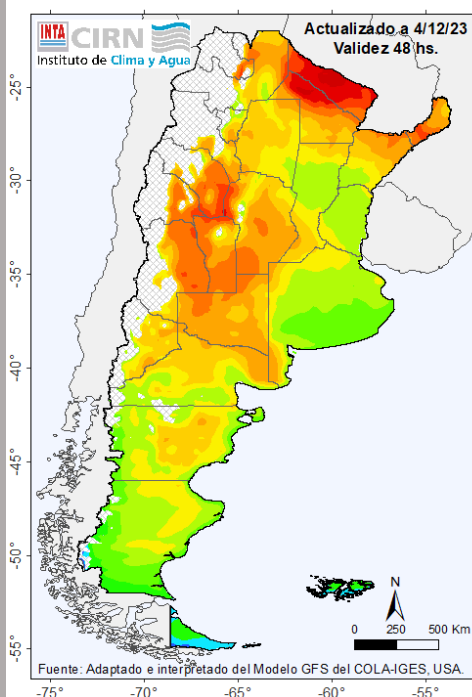 INTA CIRN
Instituto de Clima y Agua
Actualizado a 4/12/23
Validez 48 hs.
-25°
-30°
-35°
-40°
-45°
-50°
-55°
N
0 250 500 Km
Fuente: Adaptado e interpretado del Modelo GFS del COLA-IGES, USA.
-75° -70° -65° -60° -55°